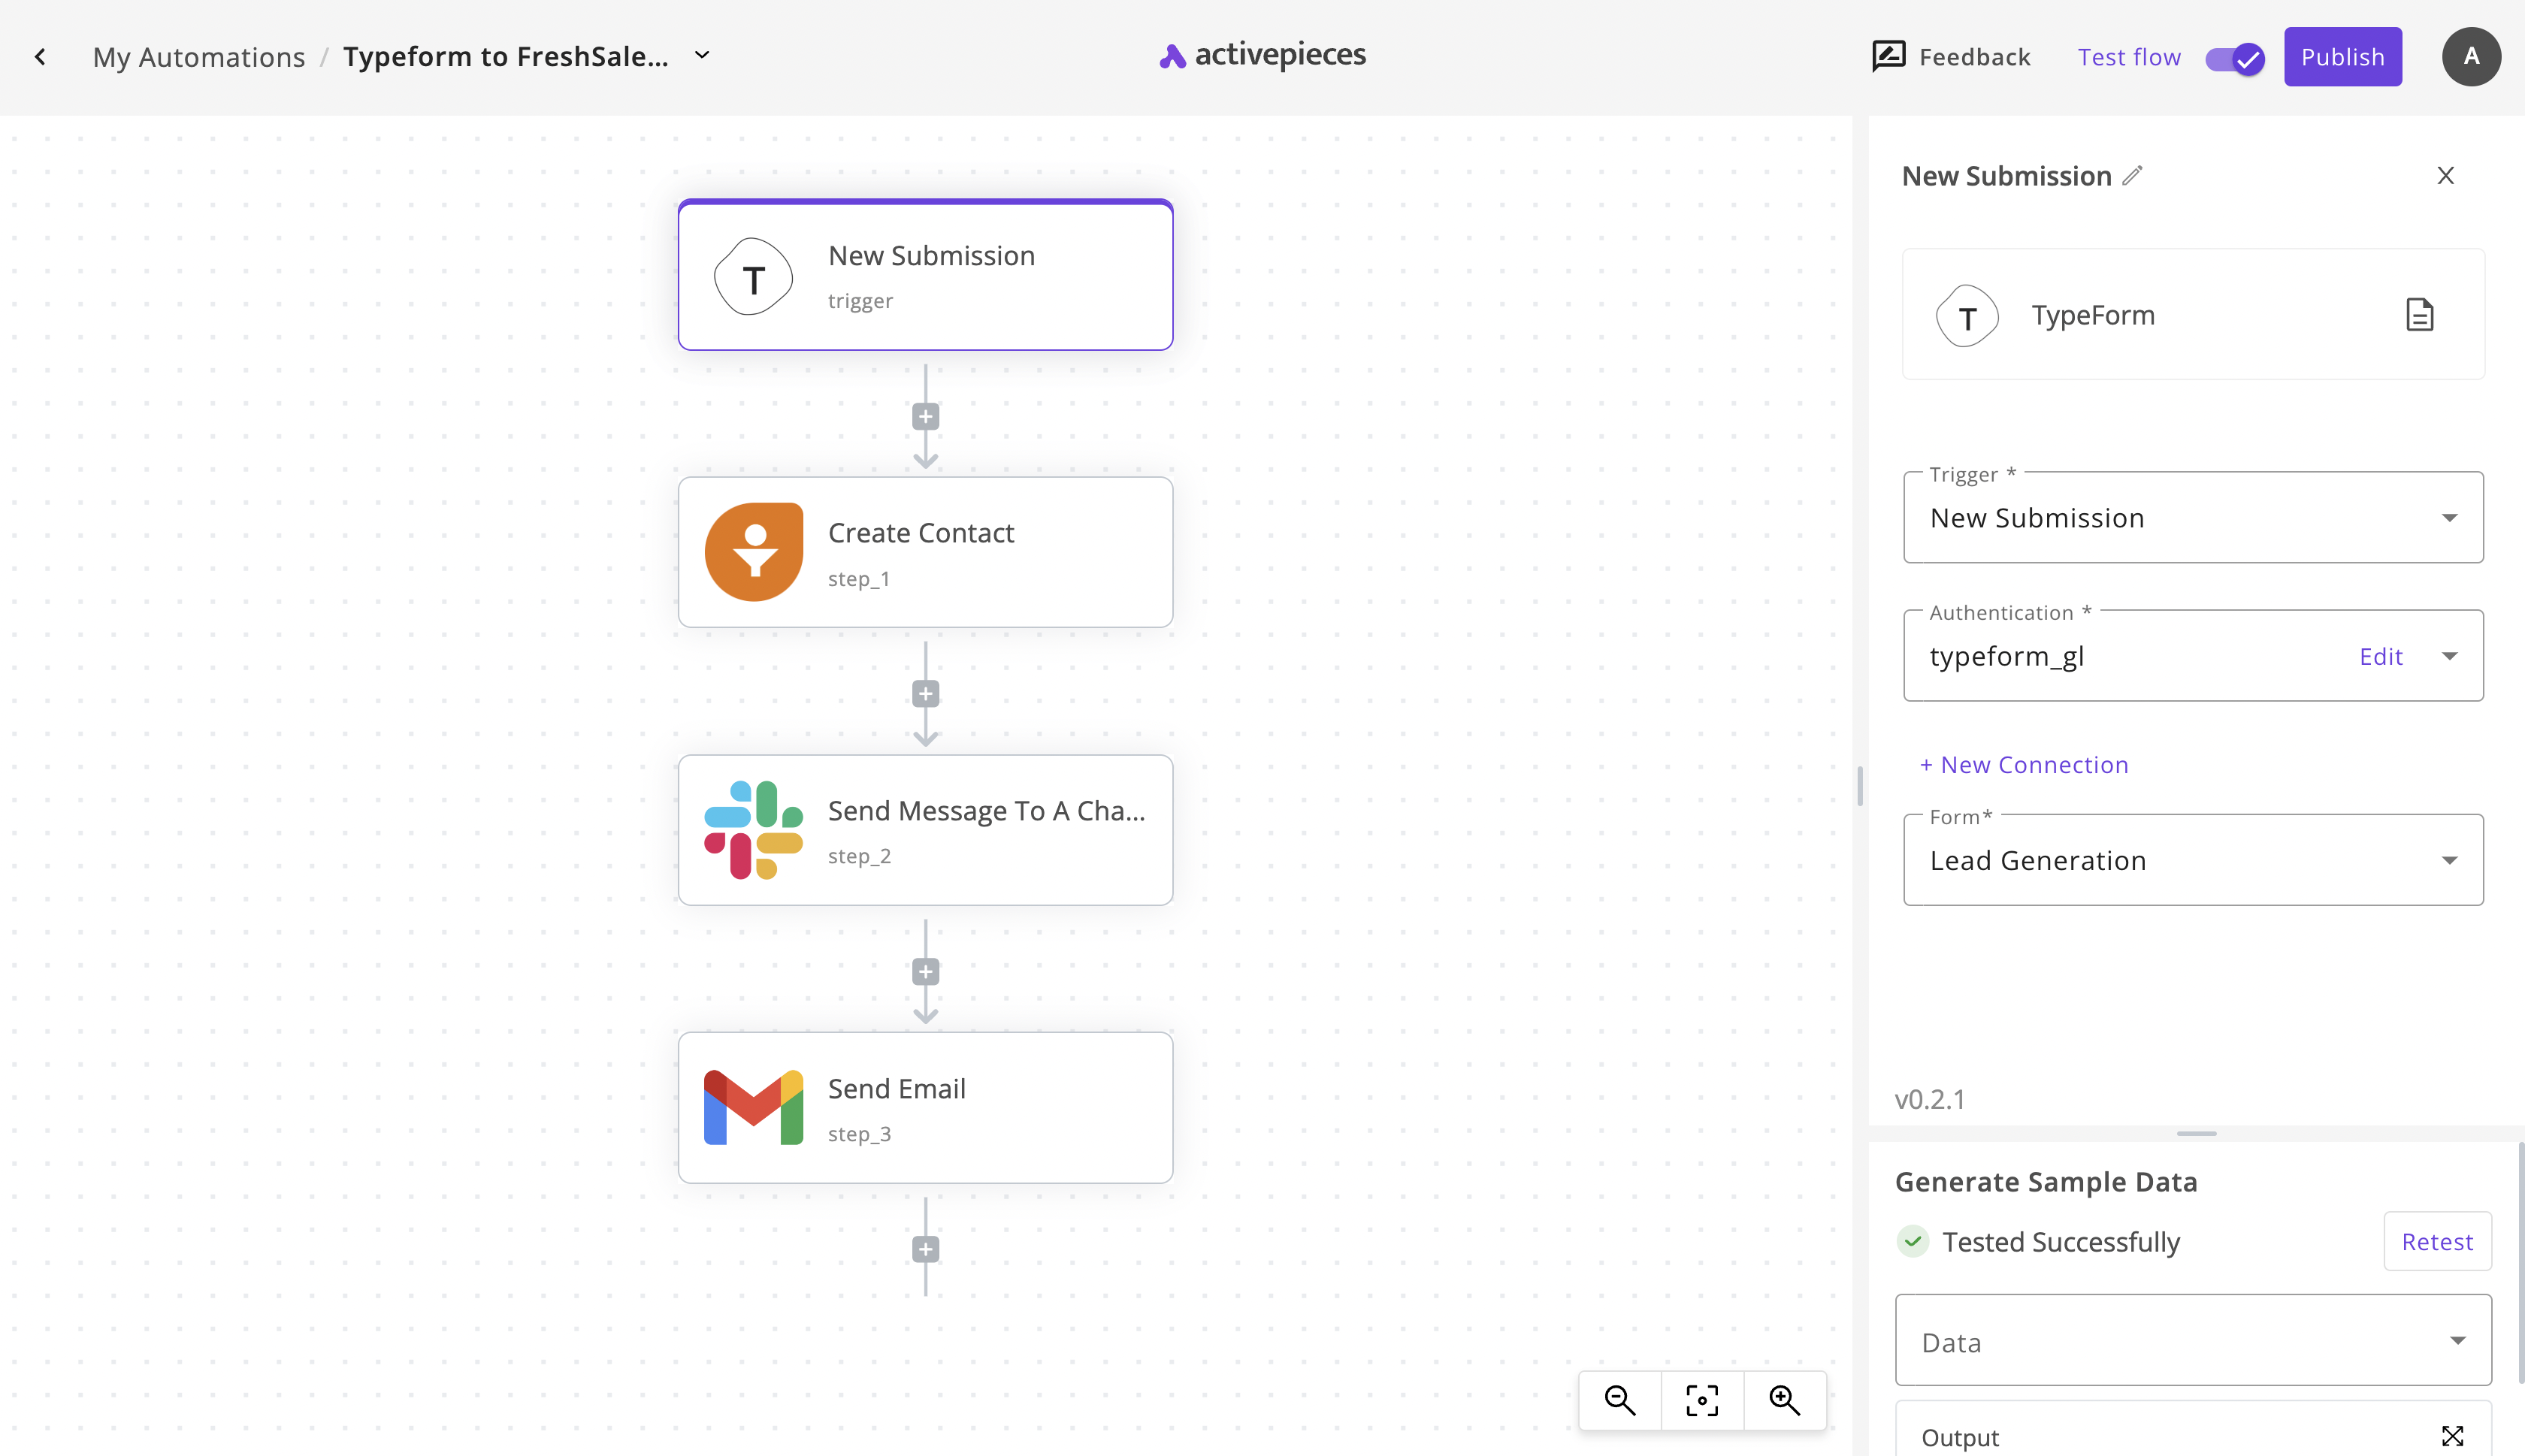 My Automations / Typeform to FreshSale...
activepieces
Feedback
Test flow
Publish
A
T
New Submission
trigger
Create Contact
step_1
Send Message To A Cha...
step_2
Send Email
step_3
New Submission
T
TypeForm
Trigger *
New Submission
Authentication *
typeform_gl
Edit
+ New Connection
Form*
Lead Generation
v0.2.1
Generate Sample Data
Tested Successfully
Retest
Data
Output